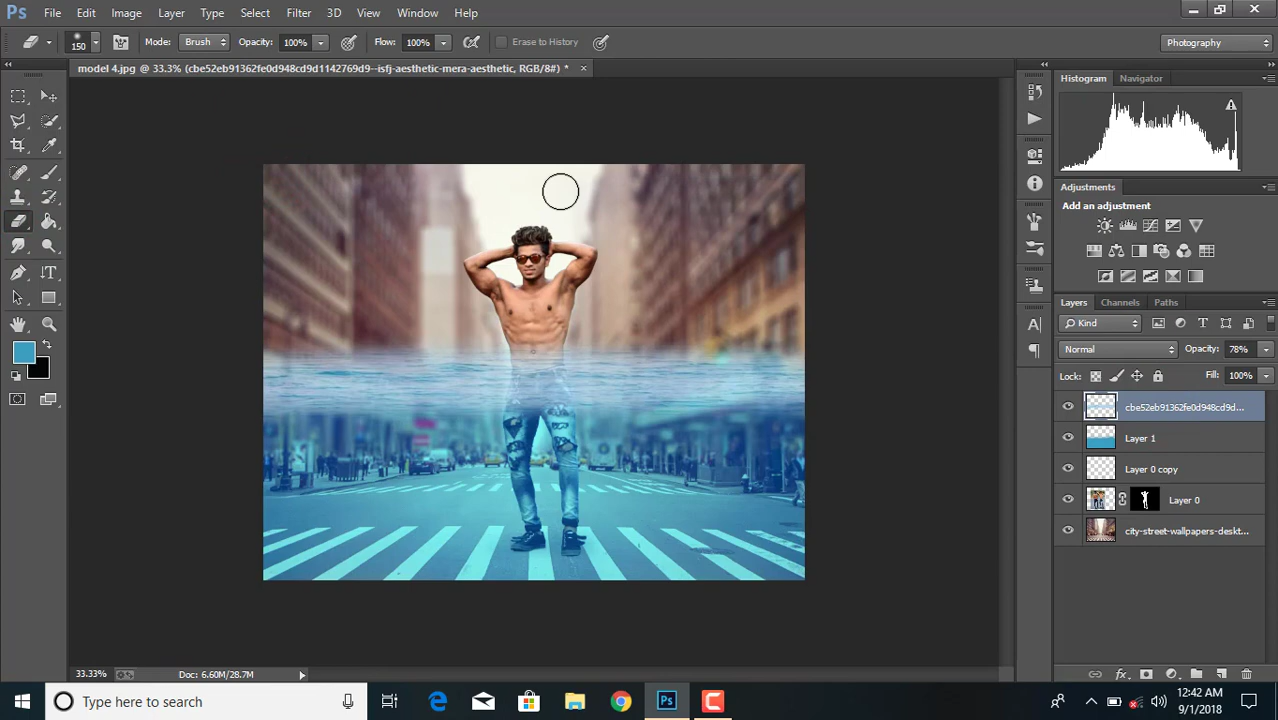 Ps File Edit Image Layer Type Select Filter 3D View Window Help
150 Mode: Brush Opacity: 100% Flow: 100% Erase to History Photography
model 4.jpg @ 33.3% (cbe52eb91362fe0d948cd9d1142769d9--isfj-aesthetic-mera-aesthetic, RGB/8#) *
Histogram Navigator
Adjustments
Add an adjustment
Layers Channels Paths
Kind
Normal Opacity: 78%
Lock: Fill: 100%
cbe52eb91362fe0d948cd9d...
Layer 1
Layer 0 copy
Layer 0
city-street-wallpapers-deskt...
33.33% Doc: 6.60M/28.7M
Type here to search
Ps
12:42 AM
9/1/2018